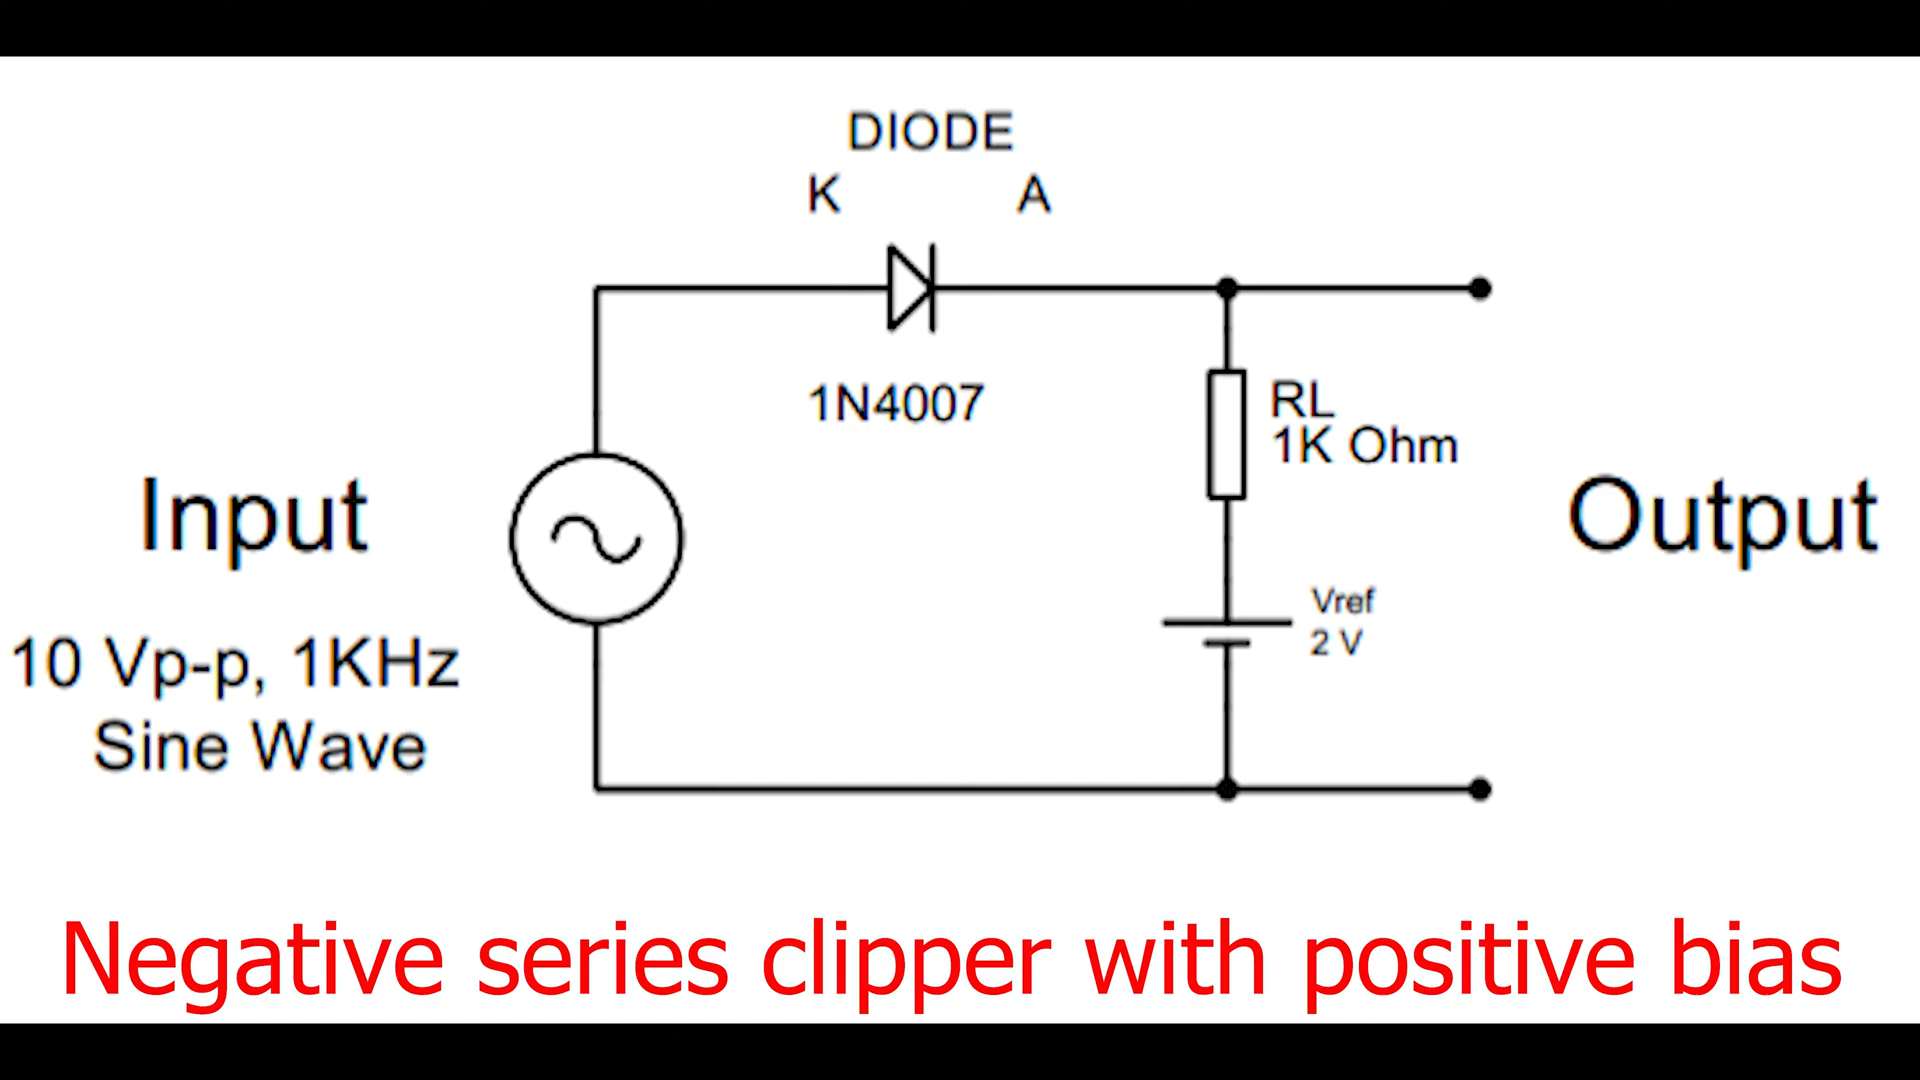 DIODE
K A
1N4007
RL
1K Ohm
Input
Output
Vref
2 V
10 Vp-p, 1KHz
Sine Wave
Negative series clipper with positive bias